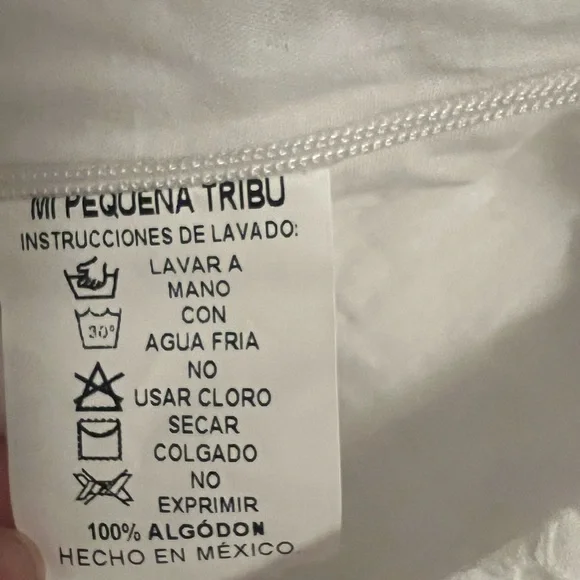 MI PEQUEÑA TRIBU
INSTRUCCIONES DE LAVADO:
LAVAR A
MANO
30°
CON
AGUA FRIA
NO
USAR CLORO
SECAR
COLGADO
NO
EXPRIMIR
100% ALGÓDON
HECHO EN MÉXICO